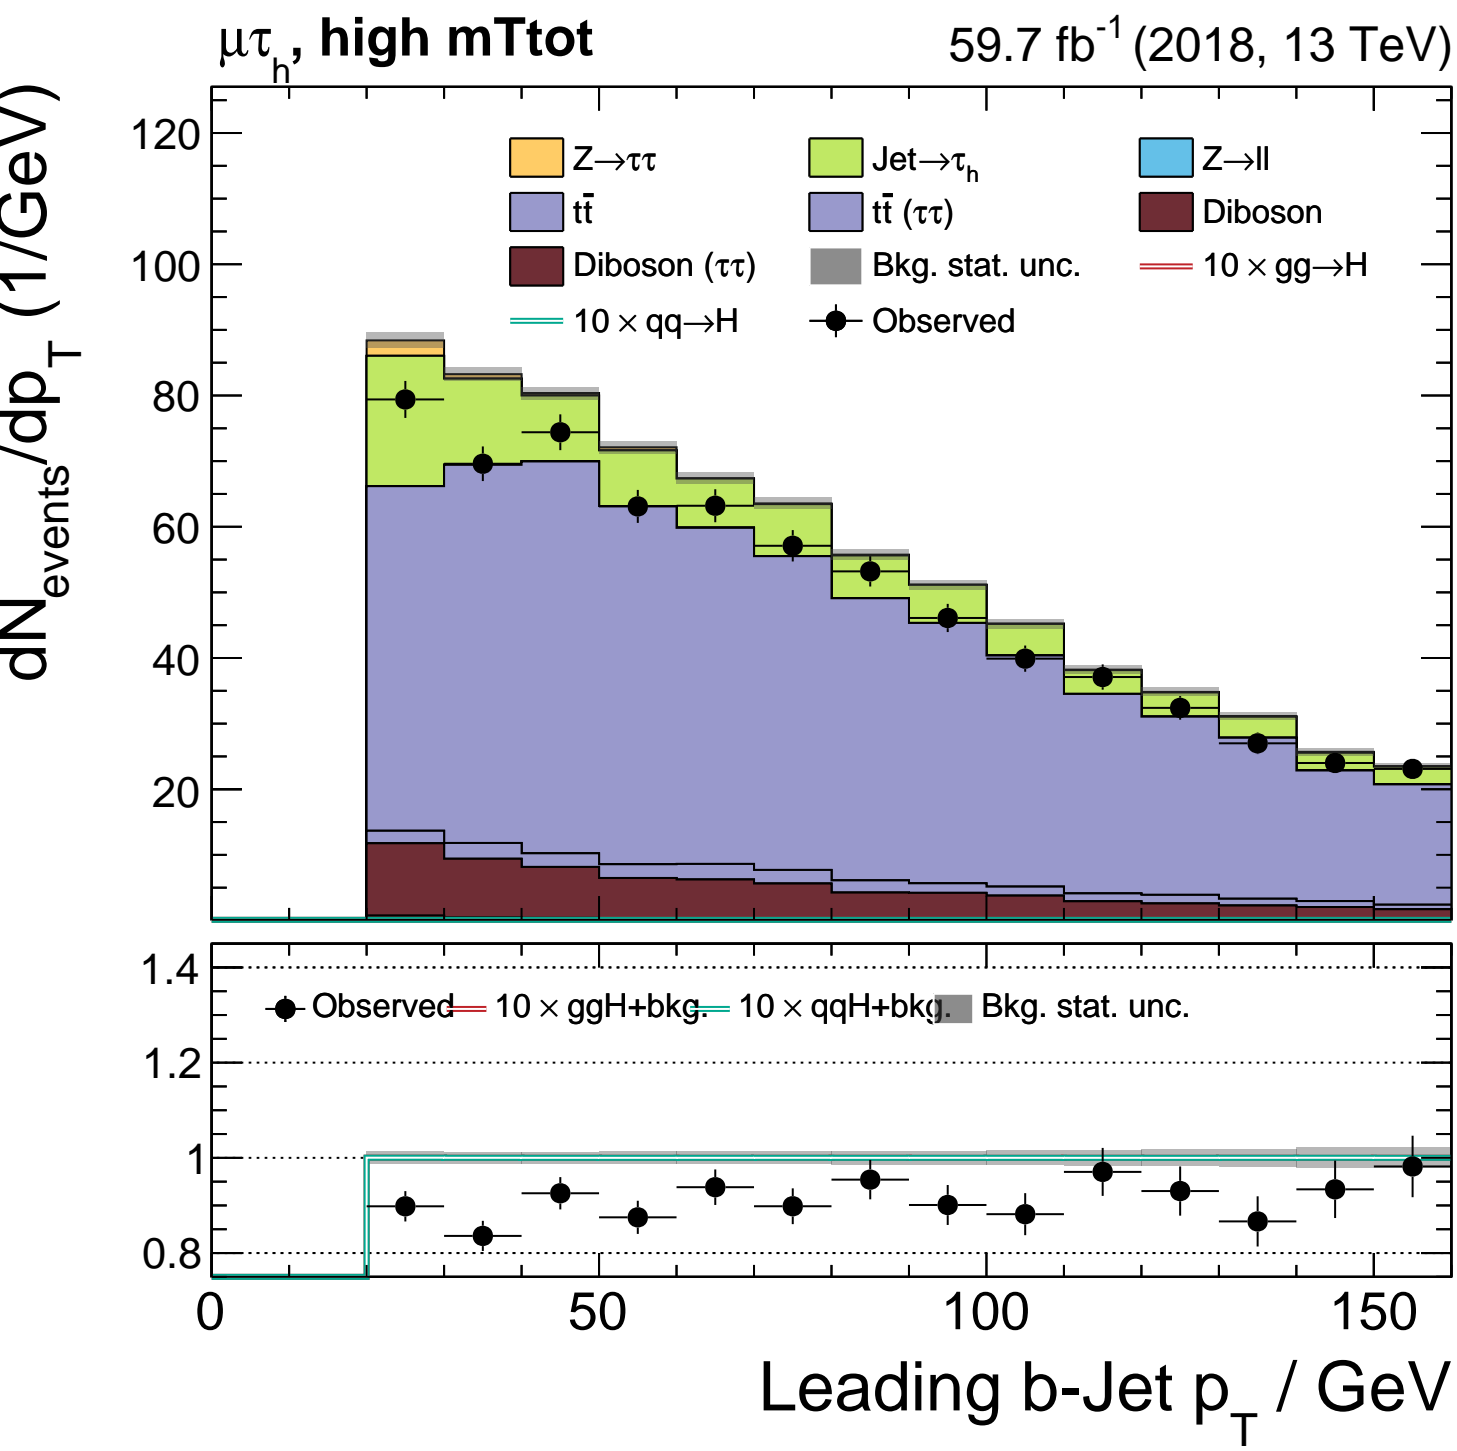 μτh, high mTtot 59.7 fb-1 (2018, 13 TeV)
dNevents/dpT (1/GeV)
120
100
80
60
40
20
Z→ττ Jet→τh Z→ll
tt̄ tt̄ (ττ) Diboson
Diboson (ττ) Bkg. stat. unc. 10 × gg→H
10 × qq→H Observed
1.4
1.2
1
0.8
Observed 10 × ggH+bkg. 10 × qqH+bkg. Bkg. stat. unc.
0 50 100 150
Leading b-Jet pT / GeV